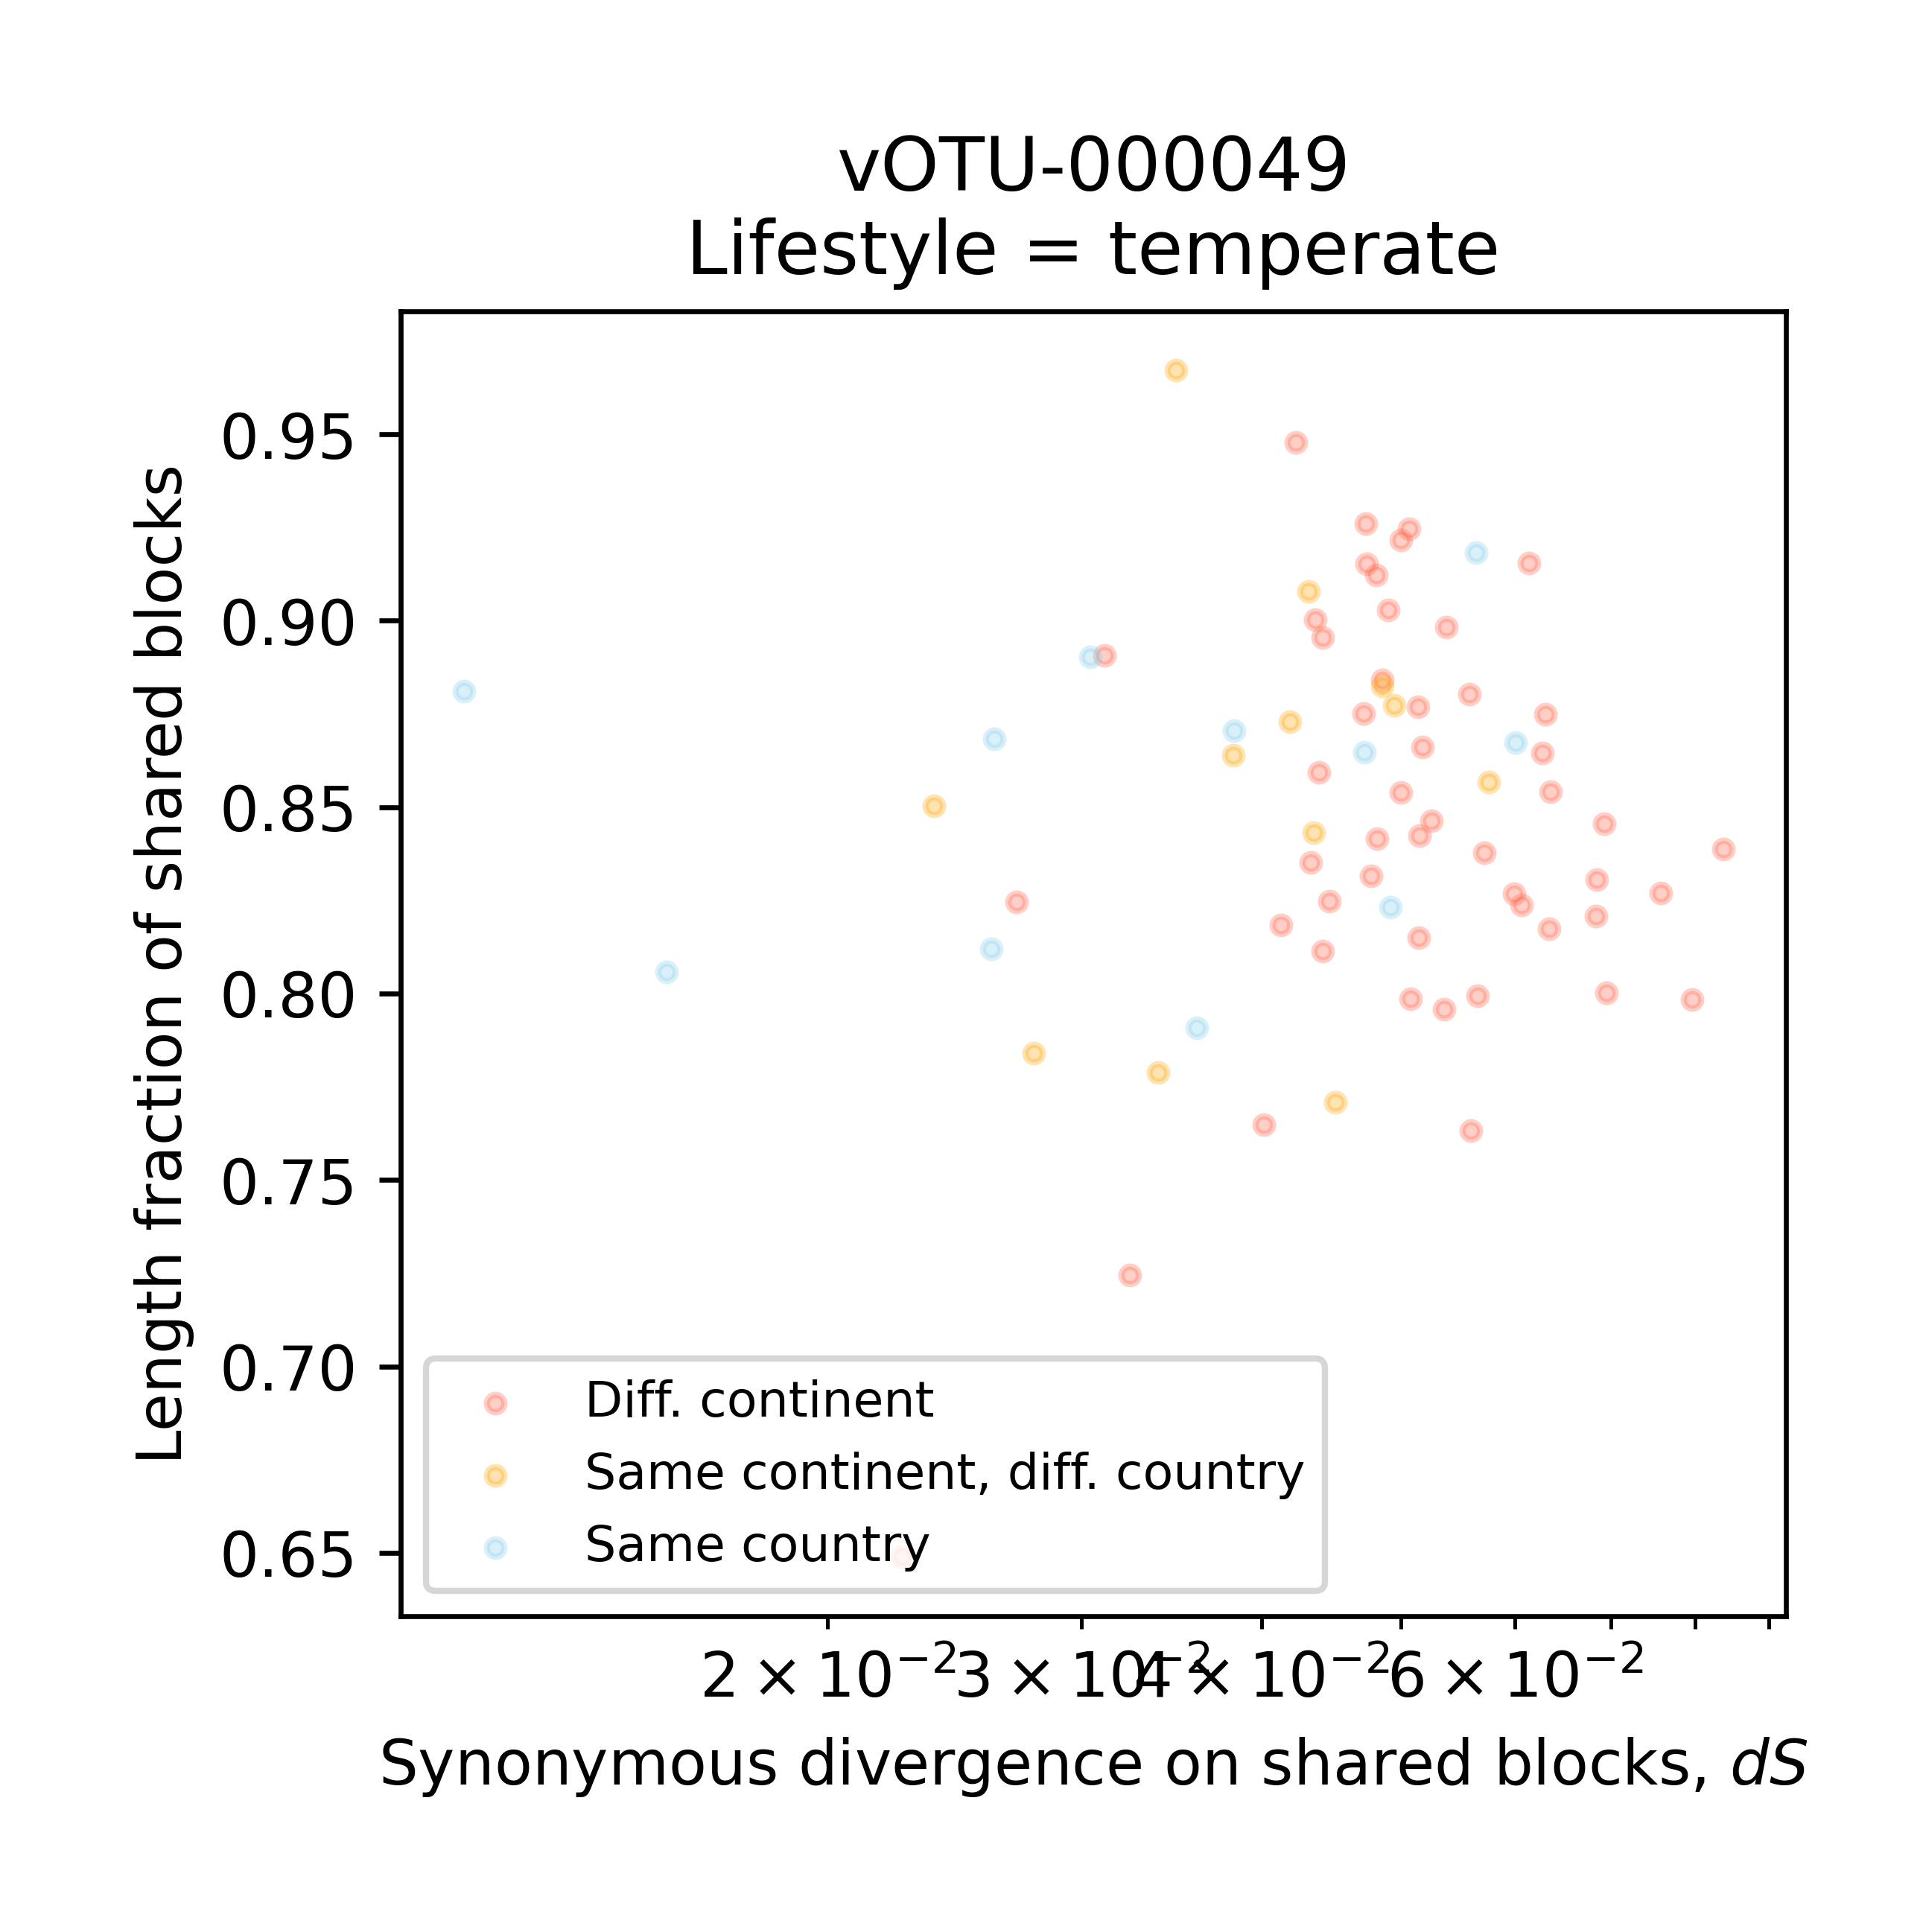 vOTU-000049
Lifestyle = temperate
Length fraction of shared blocks
0.95
0.90
0.85
0.80
0.75
0.70
0.65
Diff. continent
Same continent, diff. country
Same country
2 × 10⁻² 3 × 10⁻² 4 × 10⁻² 6 × 10⁻²
Synonymous divergence on shared blocks, dS